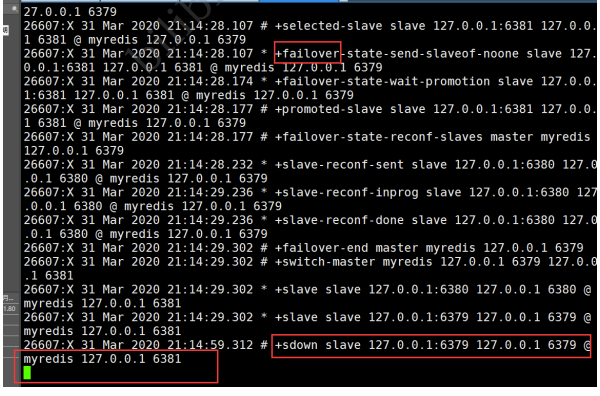 27.0.0.1 6379
26607:X 31 Mar 2020 21:14:28.107 # +selected-slave slave 127.0.0.1:6381 127.0.0.
1 6381 @ myredis 127.0.0.1 6379
26607:X 31 Mar 2020 21:14:28.107 * +failover-state-send-slaveof-noone slave 127.
0.0.1:6381 127.0.0.1 6381 @ myredis 127.0.0.1 6379
26607:X 31 Mar 2020 21:14:28.174 * +failover-state-wait-promotion slave 127.0.0.
1:6381 127.0.0.1 6381 @ myredis 127.0.0.1 6379
26607:X 31 Mar 2020 21:14:28.177 # +promoted-slave slave 127.0.0.1:6381 127.0.0.
1 6381 @ myredis 127.0.0.1 6379
26607:X 31 Mar 2020 21:14:28.177 # +failover-state-reconf-slaves master myredis
127.0.0.1 6379
26607:X 31 Mar 2020 21:14:28.232 * +slave-reconf-sent slave 127.0.0.1:6380 127.0
.0.1 6380 @ myredis 127.0.0.1 6379
26607:X 31 Mar 2020 21:14:29.236 * +slave-reconf-inprog slave 127.0.0.1:6380 127
.0.0.1 6380 @ myredis 127.0.0.1 6379
26607:X 31 Mar 2020 21:14:29.236 * +slave-reconf-done slave 127.0.0.1:6380 127.0
.0.1 6380 @ myredis 127.0.0.1 6379
26607:X 31 Mar 2020 21:14:29.302 # +failover-end master myredis 127.0.0.1 6379
26607:X 31 Mar 2020 21:14:29.302 # +switch-master myredis 127.0.0.1 6379 127.0.0
.1 6381
26607:X 31 Mar 2020 21:14:29.302 * +slave slave 127.0.0.1:6380 127.0.0.1 6380 @
myredis 127.0.0.1 6381
26607:X 31 Mar 2020 21:14:29.302 * +slave slave 127.0.0.1:6379 127.0.0.1 6379 @
myredis 127.0.0.1 6381
26607:X 31 Mar 2020 21:14:59.312 # +sdown slave 127.0.0.1:6379 127.0.0.1 6379 @
myredis 127.0.0.1 6381